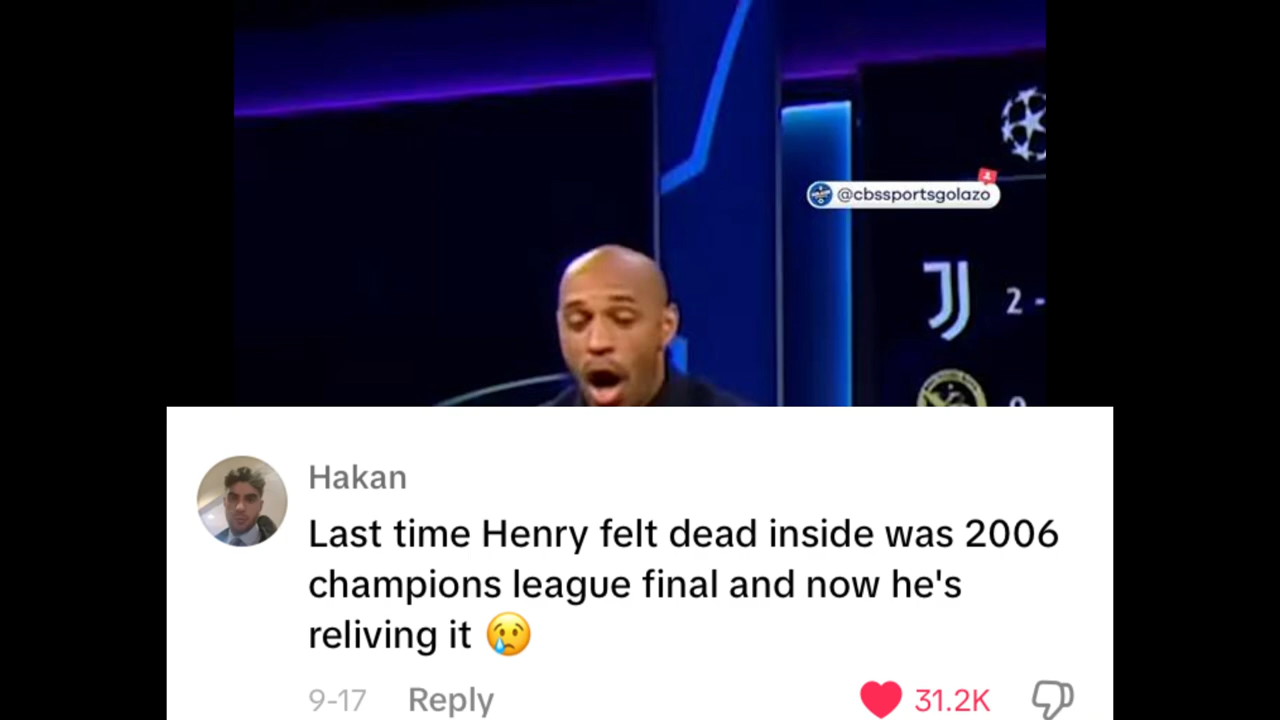 @cbssportsgolazo
2 -
Hakan
Last time Henry felt dead inside was 2006
champions league final and now he's
reliving it 😢
9-17 Reply 31.2K